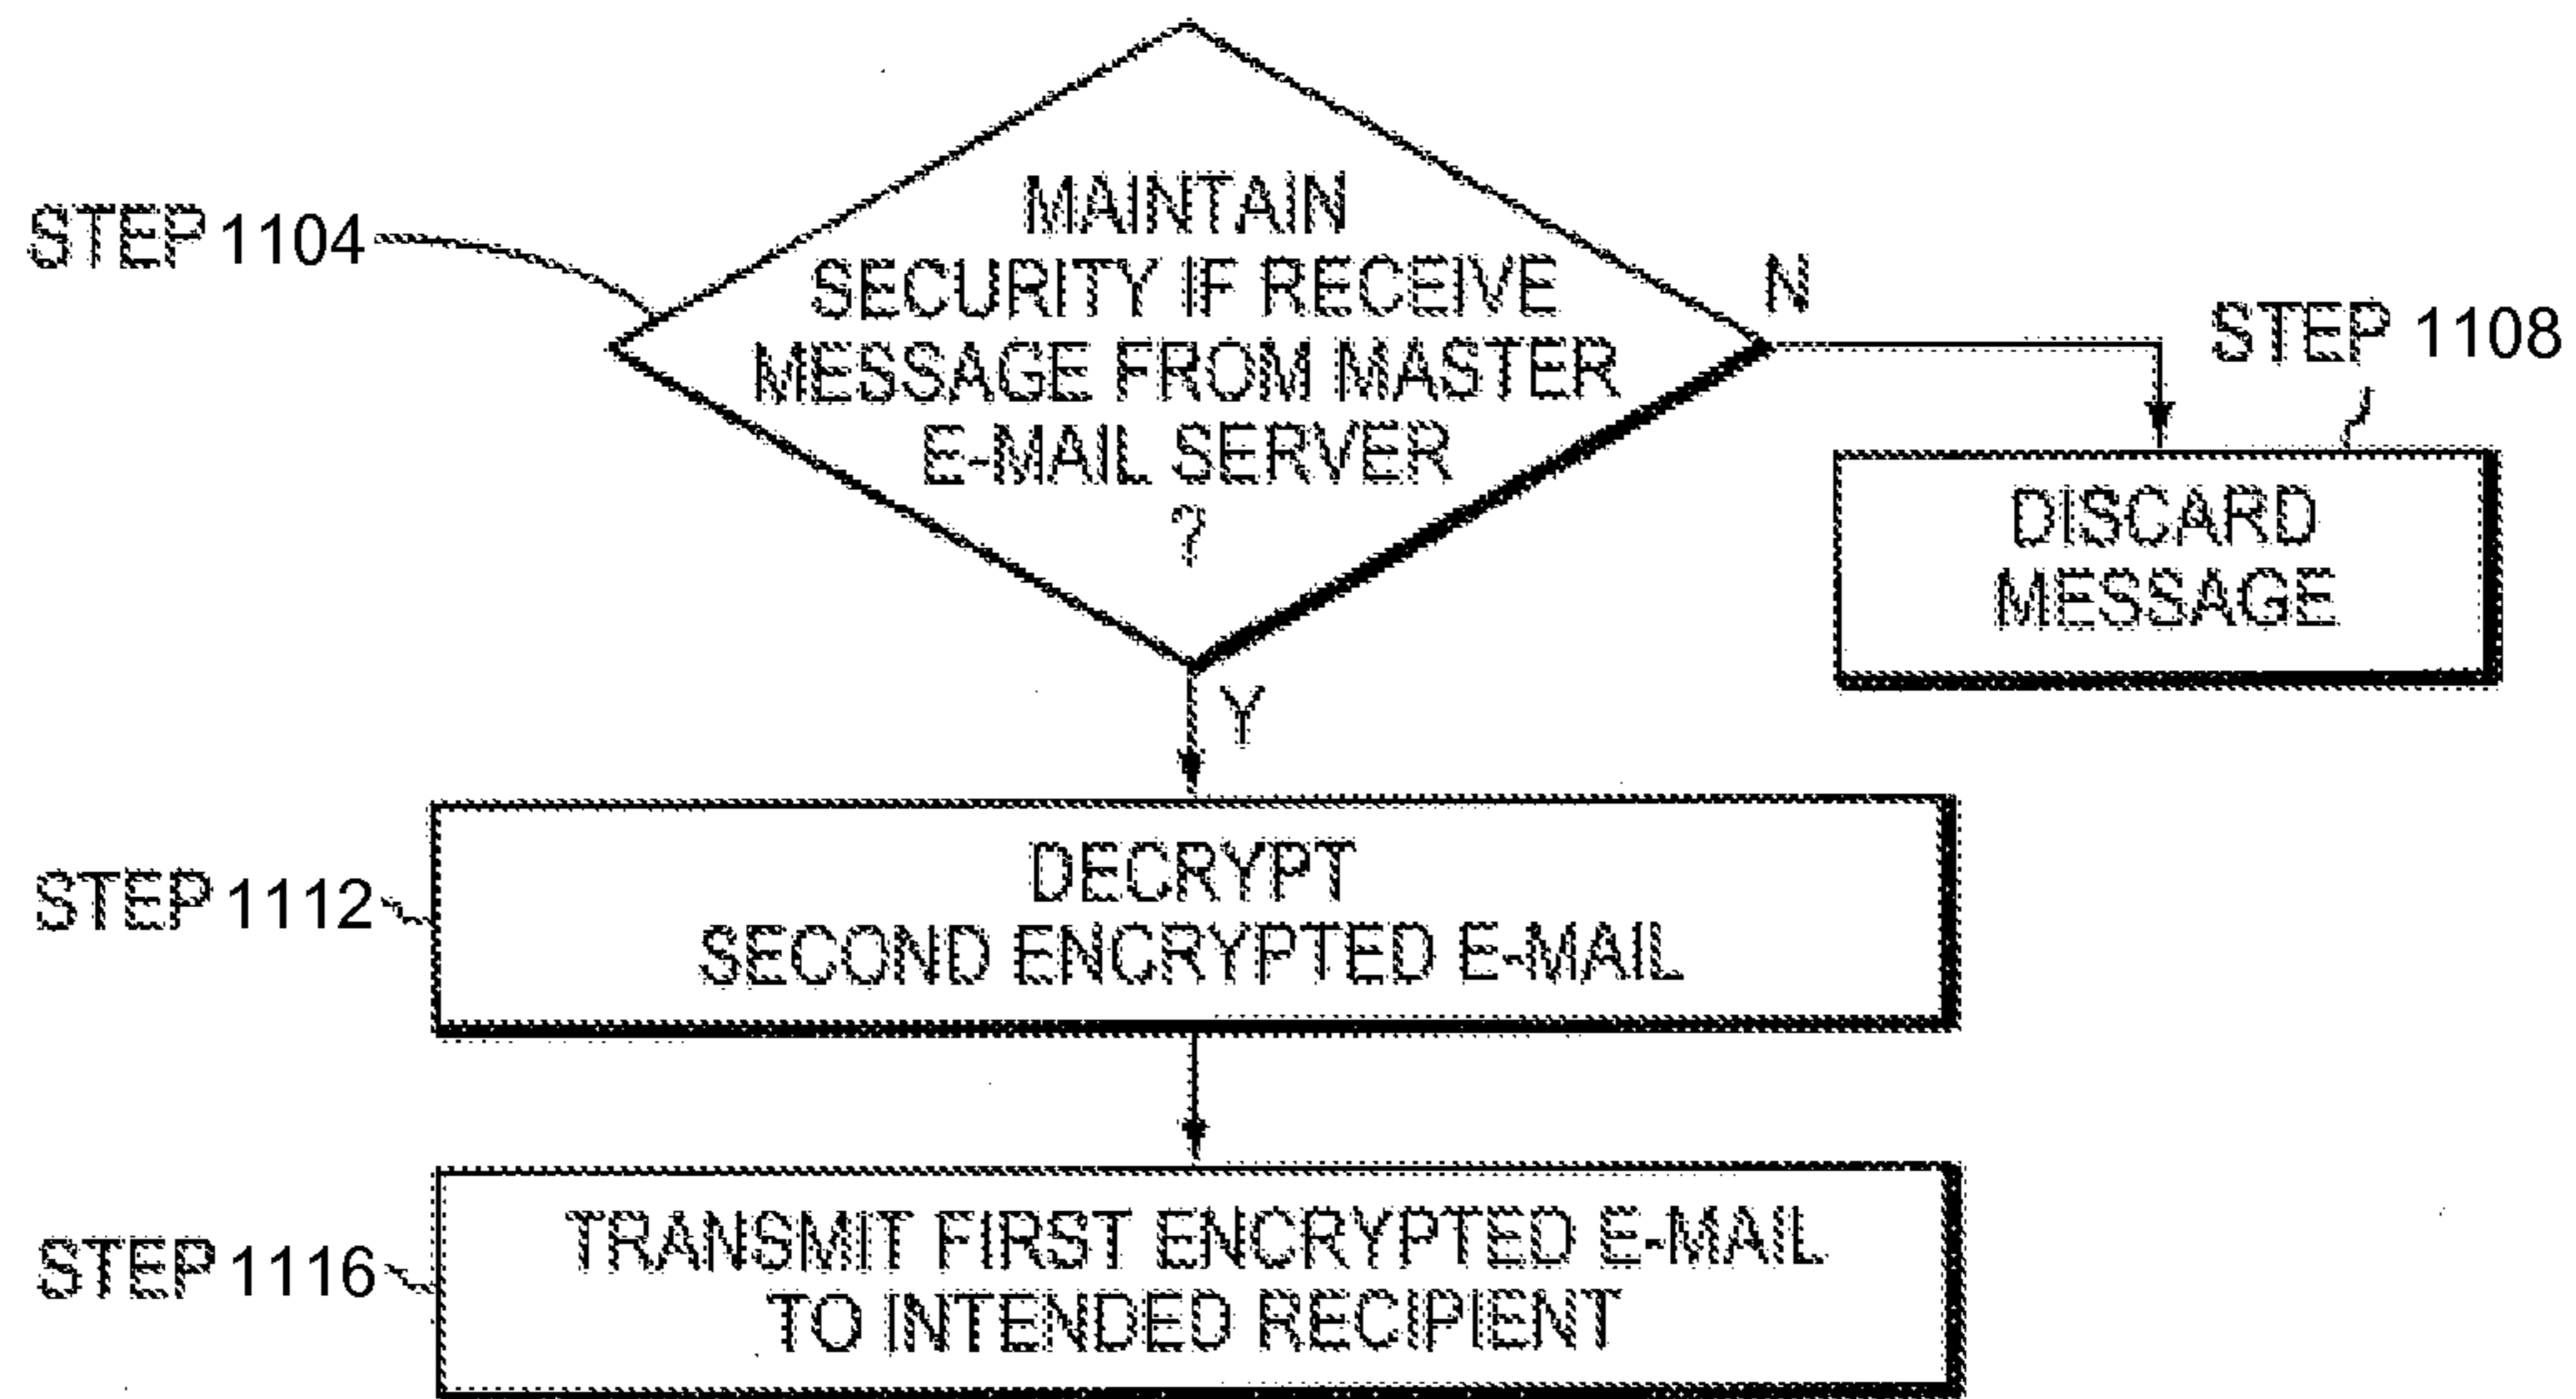 STEP 1104
MAINTAIN
SECURITY IF RECEIVE
MESSAGE FROM MASTER
E-MAIL SERVER
?
N
STEP 1108
DISCARD
MESSAGE
Y
STEP 1112
DECRYPT
SECOND ENCRYPTED E-MAIL
STEP 1116
TRANSMIT FIRST ENCRYPTED E-MAIL
TO INTENDED RECIPIENT